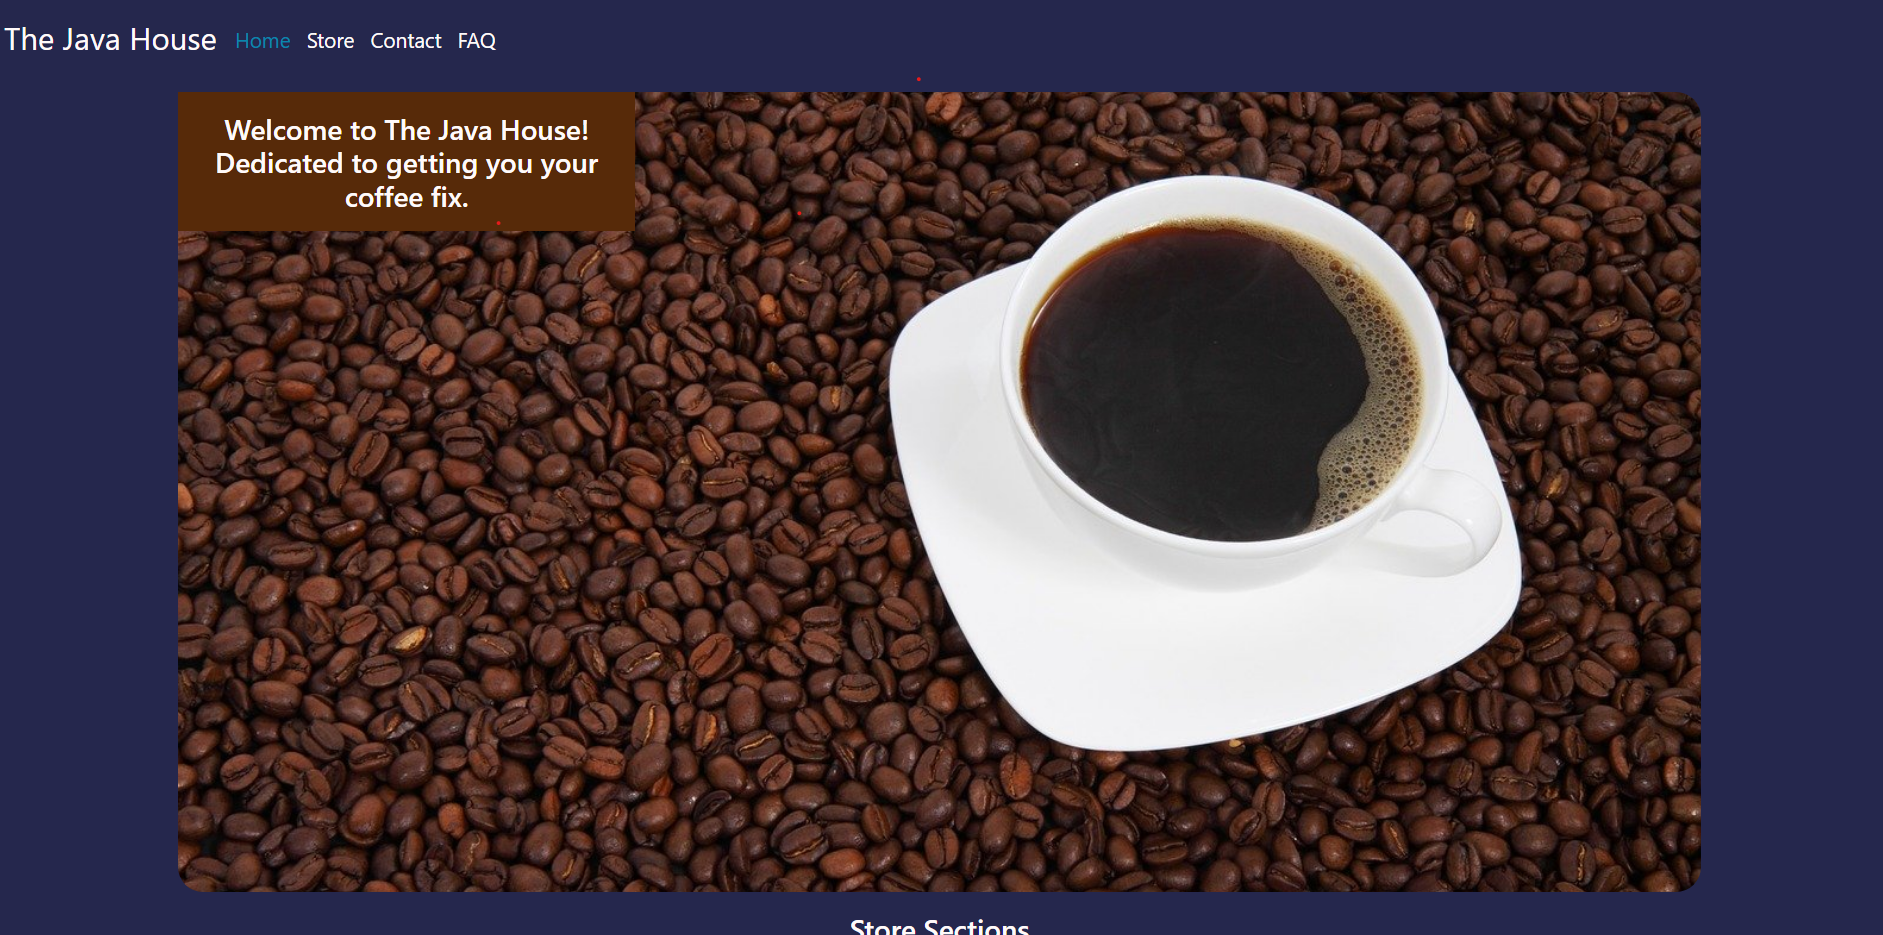 The Java House Home Store Contact FAQ
Welcome to The Java House!
Dedicated to getting you your
coffee fix.
Store Sections